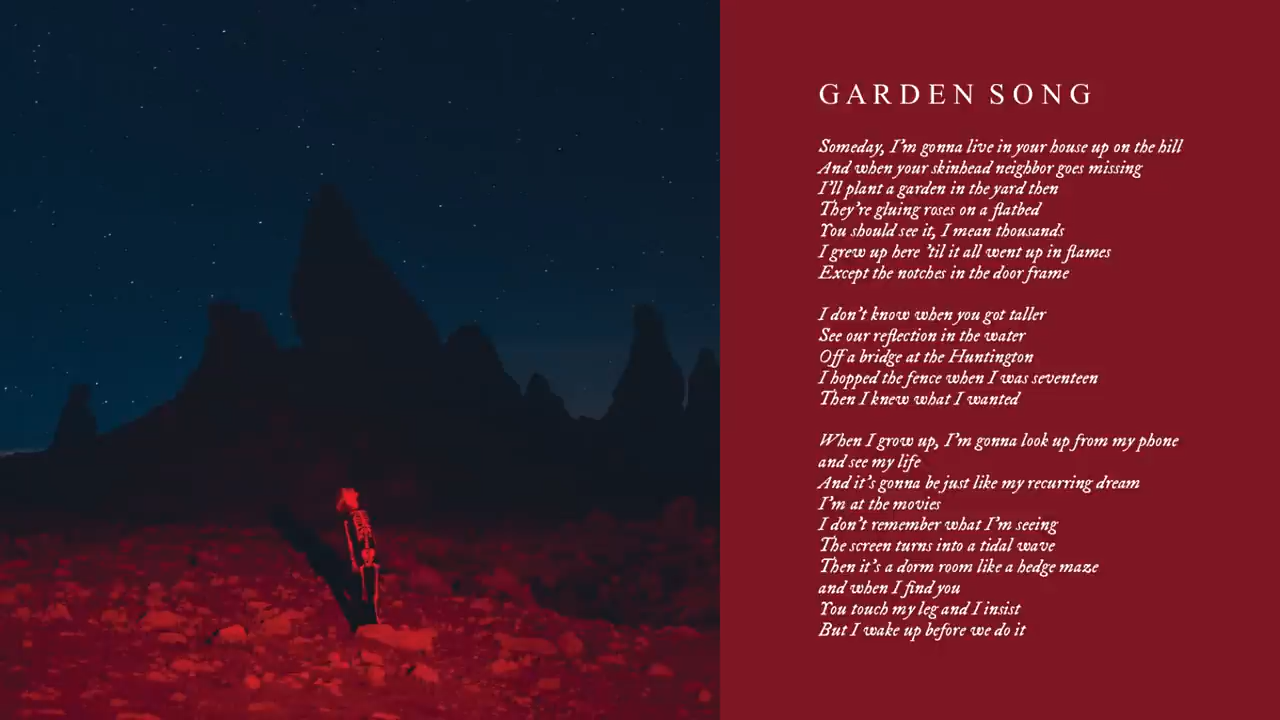 GARDEN SONG
Someday, I'm gonna live in your house up on the hill
And when your skinhead neighbor goes missing
I'll plant a garden in the yard then
They're gluing roses on a flatbed
You should see it, I mean thousands
I grew up here 'til it all went up in flames
Except the notches in the door frame
I don't know when you got taller
See our reflection in the water
Off a bridge at the Huntington
I hopped the fence when I was seventeen
Then I knew what I wanted
When I grow up, I'm gonna look up from my phone
and see my life
And it's gonna be just like my recurring dream
I'm at the movies
I don't remember what I'm seeing
The screen turns into a tidal wave
Then it's a dorm room like a hedge maze
and when I find you
You touch my leg and I insist
But I wake up before we do it